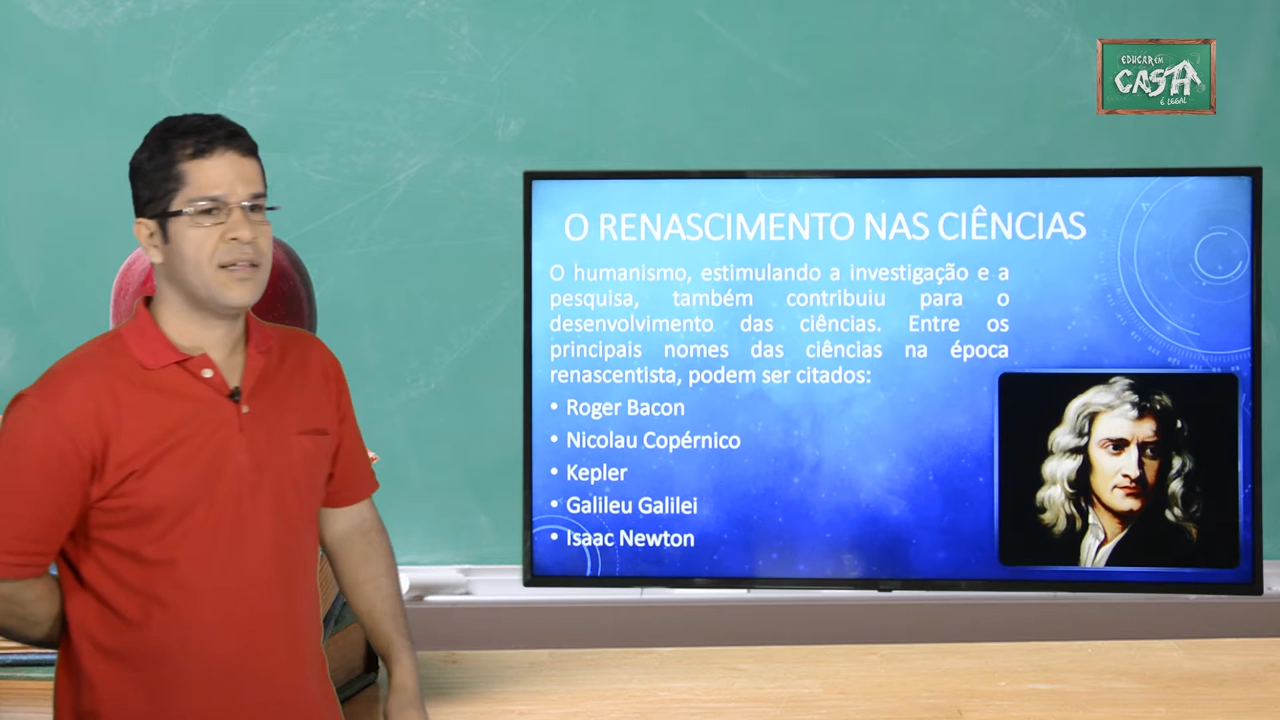 EDUCAR EM
CASA
É LEGAL
O RENASCIMENTO NAS CIÊNCIAS
O humanismo, estimulando a investigação e a
pesquisa, também contribuiu para o
desenvolvimento das ciências. Entre os
principais nomes das ciências na época
renascentista, podem ser citados:
• Roger Bacon
• Nicolau Copérnico
• Kepler
• Galileu Galilei
• Isaac Newton